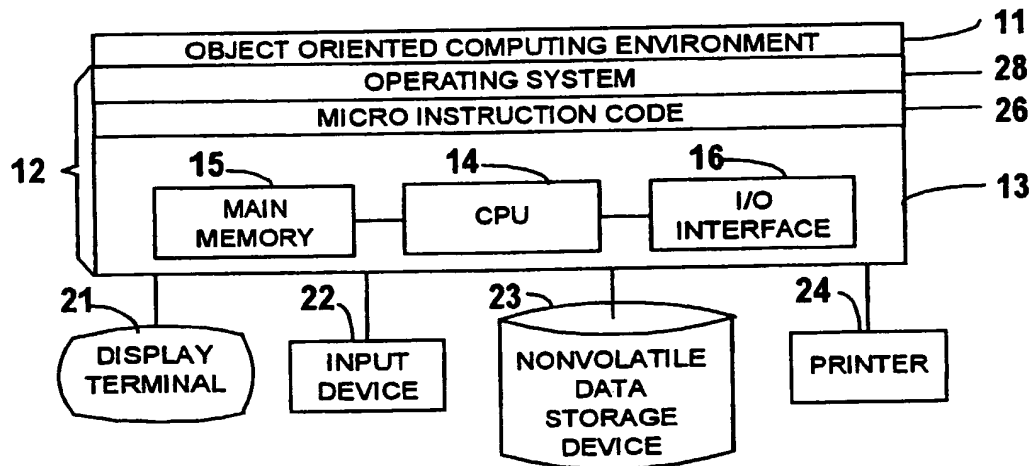 OBJECT ORIENTED COMPUTING ENVIRONMENT
11
OPERATING SYSTEM
28
MICRO INSTRUCTION CODE
26
12
15
14
16
13
MAIN
MEMORY
CPU
I/O
INTERFACE
21
22
23
24
DISPLAY
TERMINAL
INPUT
DEVICE
NONVOLATILE
DATA
STORAGE
DEVICE
PRINTER